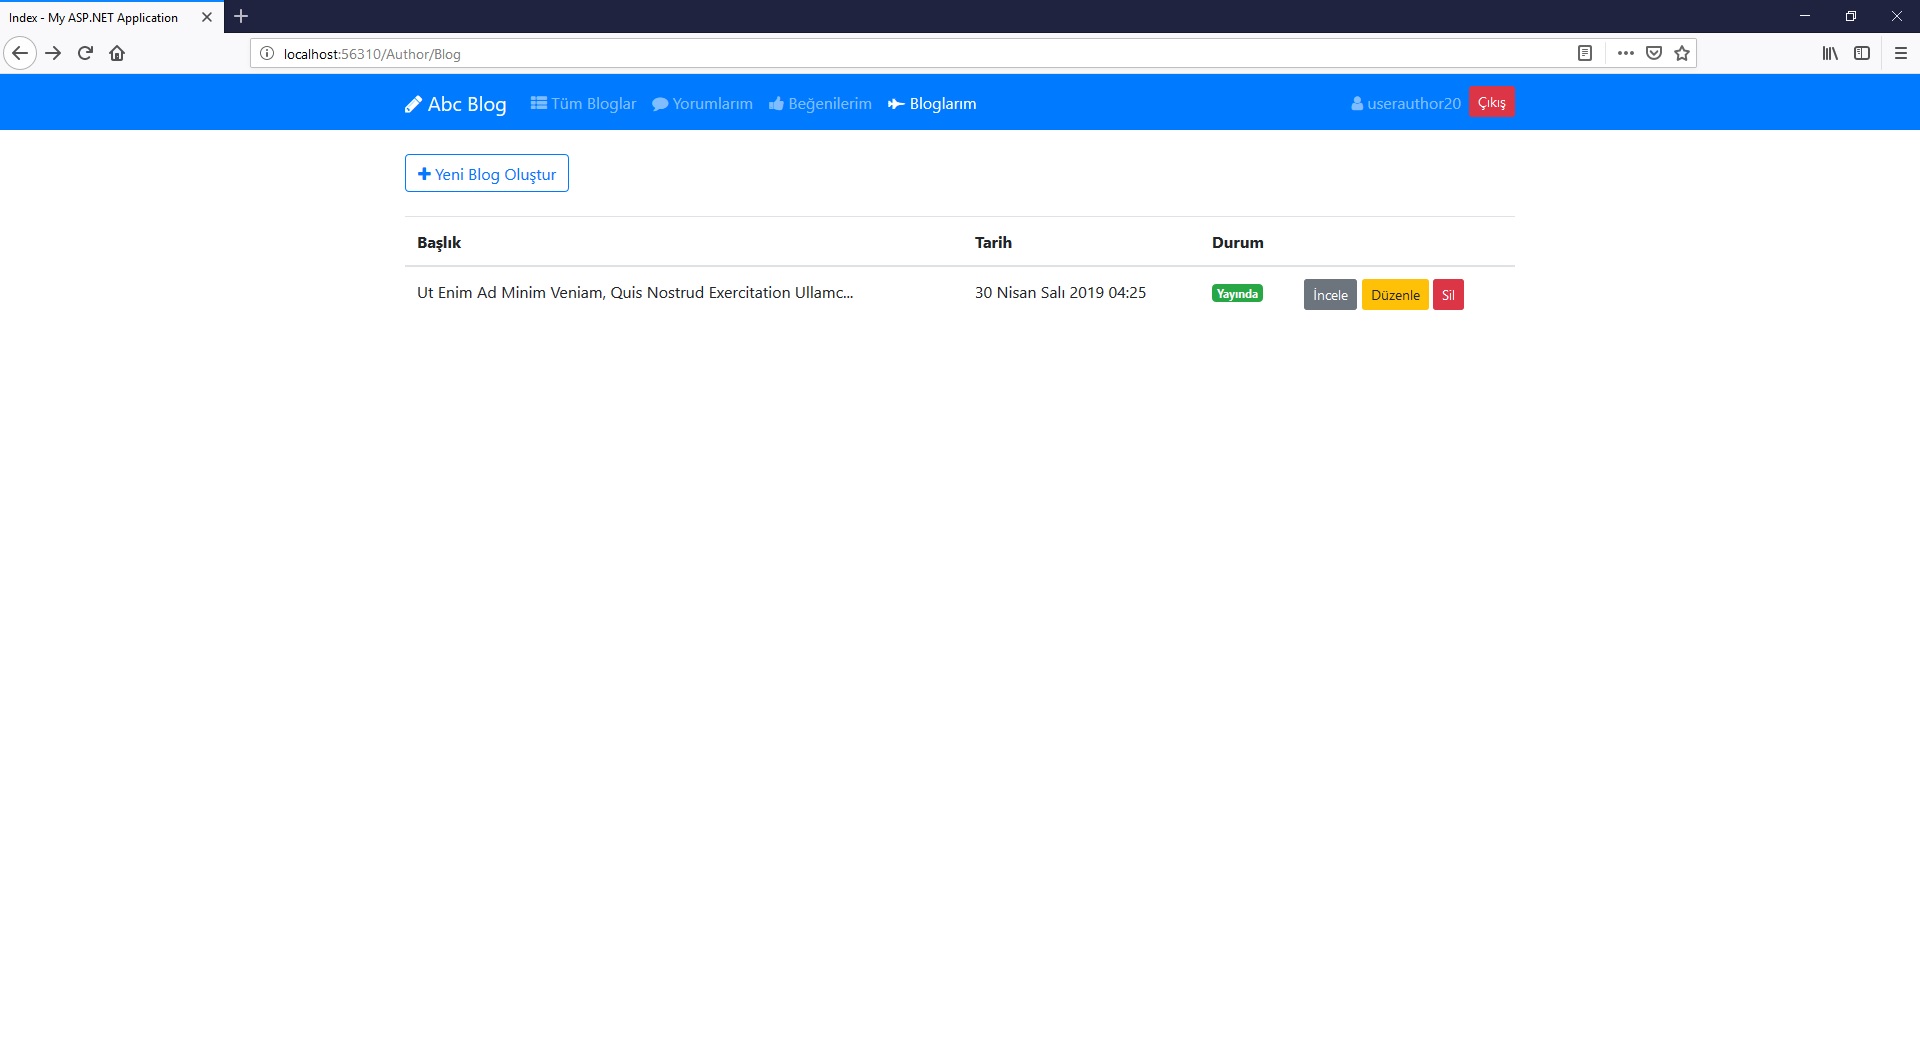 Index - My ASP.NET Application
localhost:56310/Author/Blog
Abc Blog Tüm Bloglar Yorumlarım Beğenilerim Bloglarım userauthor20 Çıkış
Yeni Blog Oluştur
Başlık Tarih Durum
Ut Enim Ad Minim Veniam, Quis Nostrud Exercitation Ullamc... 30 Nisan Salı 2019 04:25 Yayında İncele Düzenle Sil